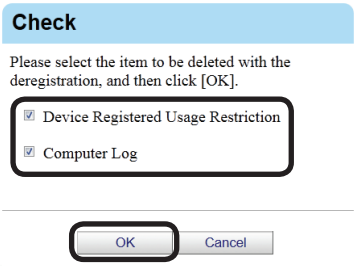 Check
Please select the item to be deleted with the
deregistration, and then click [OK].
Device Registered Usage Restriction
Computer Log
OK
Cancel